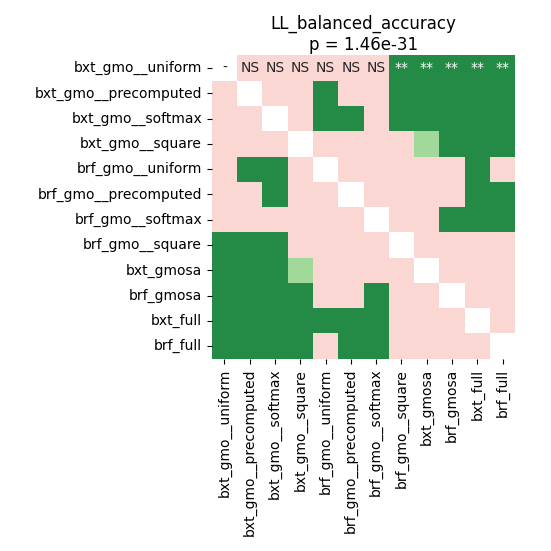 LL_balanced_accuracy
p = 1.46e-31
bxt_gmo__uniform - NS NS NS NS NS NS ** ** ** ** **
bxt_gmo__precomputed
bxt_gmo__softmax
bxt_gmo__square
brf_gmo__uniform
brf_gmo__precomputed
brf_gmo__softmax
brf_gmo__square
bxt_gmosa
brf_gmosa
bxt_full
brf_full
bxt_gmo__uniform
bxt_gmo__precomputed
bxt_gmo__softmax
bxt_gmo__square
brf_gmo__uniform
brf_gmo__precomputed
brf_gmo__softmax
brf_gmo__square
bxt_gmosa
brf_gmosa
bxt_full
brf_full